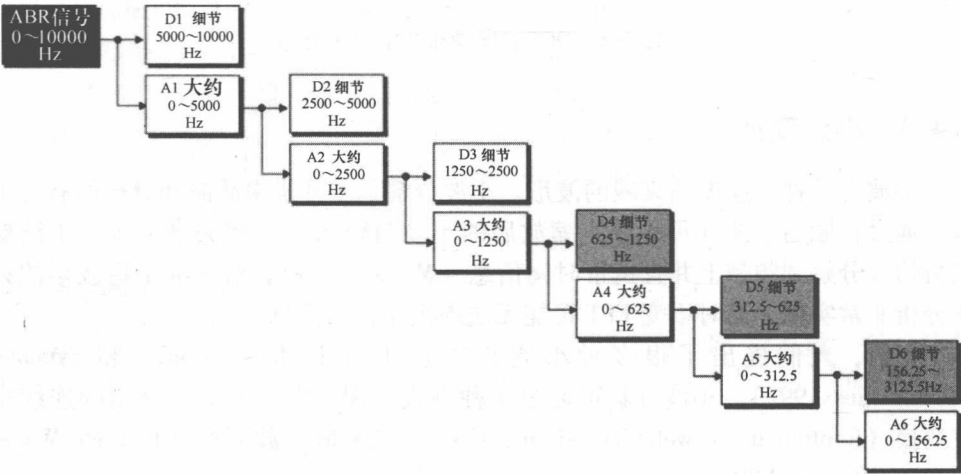 ABR信号
0～10000
Hz
D1 细节
5000～10000
Hz
A1 大约
0～5000
Hz
D2 细节
2500～5000
Hz
A2 大约
0～2500
Hz
D3 细节
1250～2500
Hz
A3 大约
0～1250
Hz
D4 细节
625～1250
Hz
A4 大约
0～625
Hz
D5 细节
312.5～625
Hz
A5 大约
0～312.5
Hz
D6 细节
156.25～
3125.5Hz
A6 大约
0～156.25
Hz